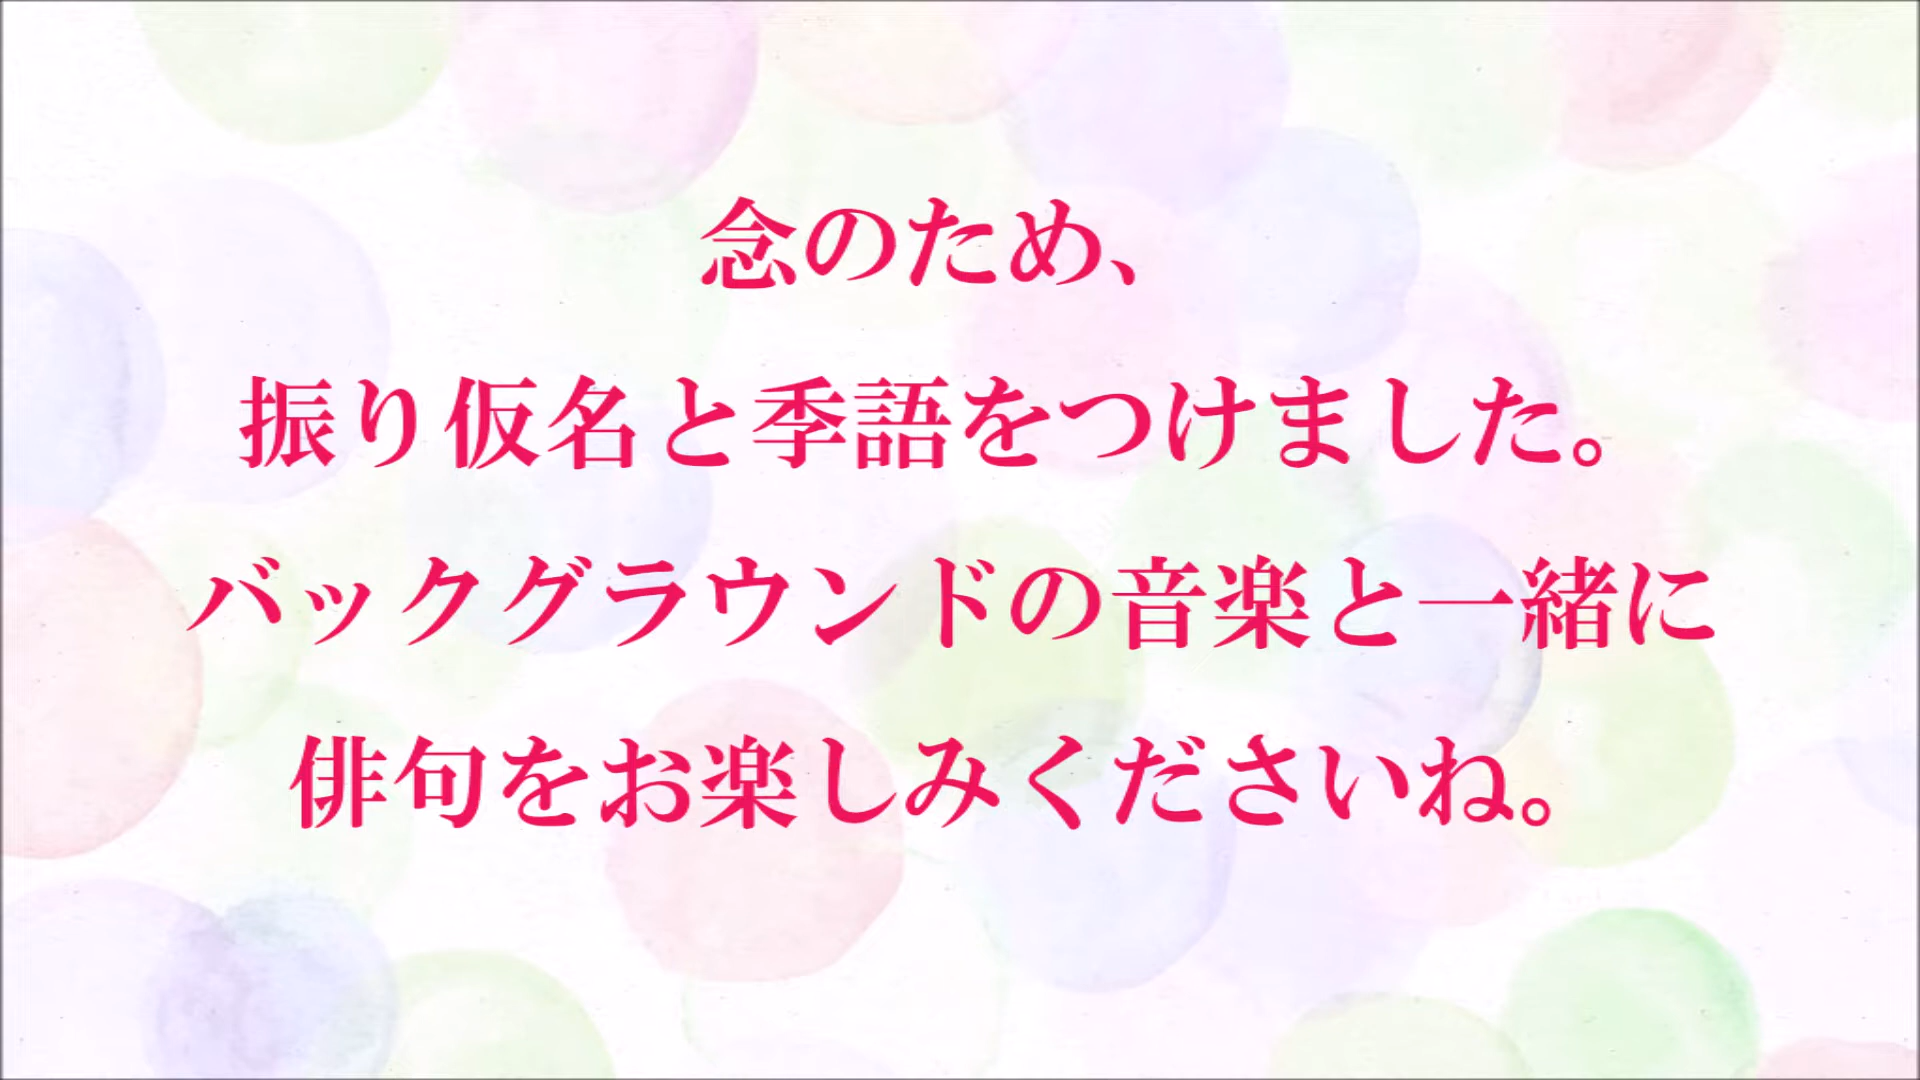 念のため、
振り仮名と季語をつけました。
バックグラウンドの音楽と一緒に
俳句をお楽しみくださいね。